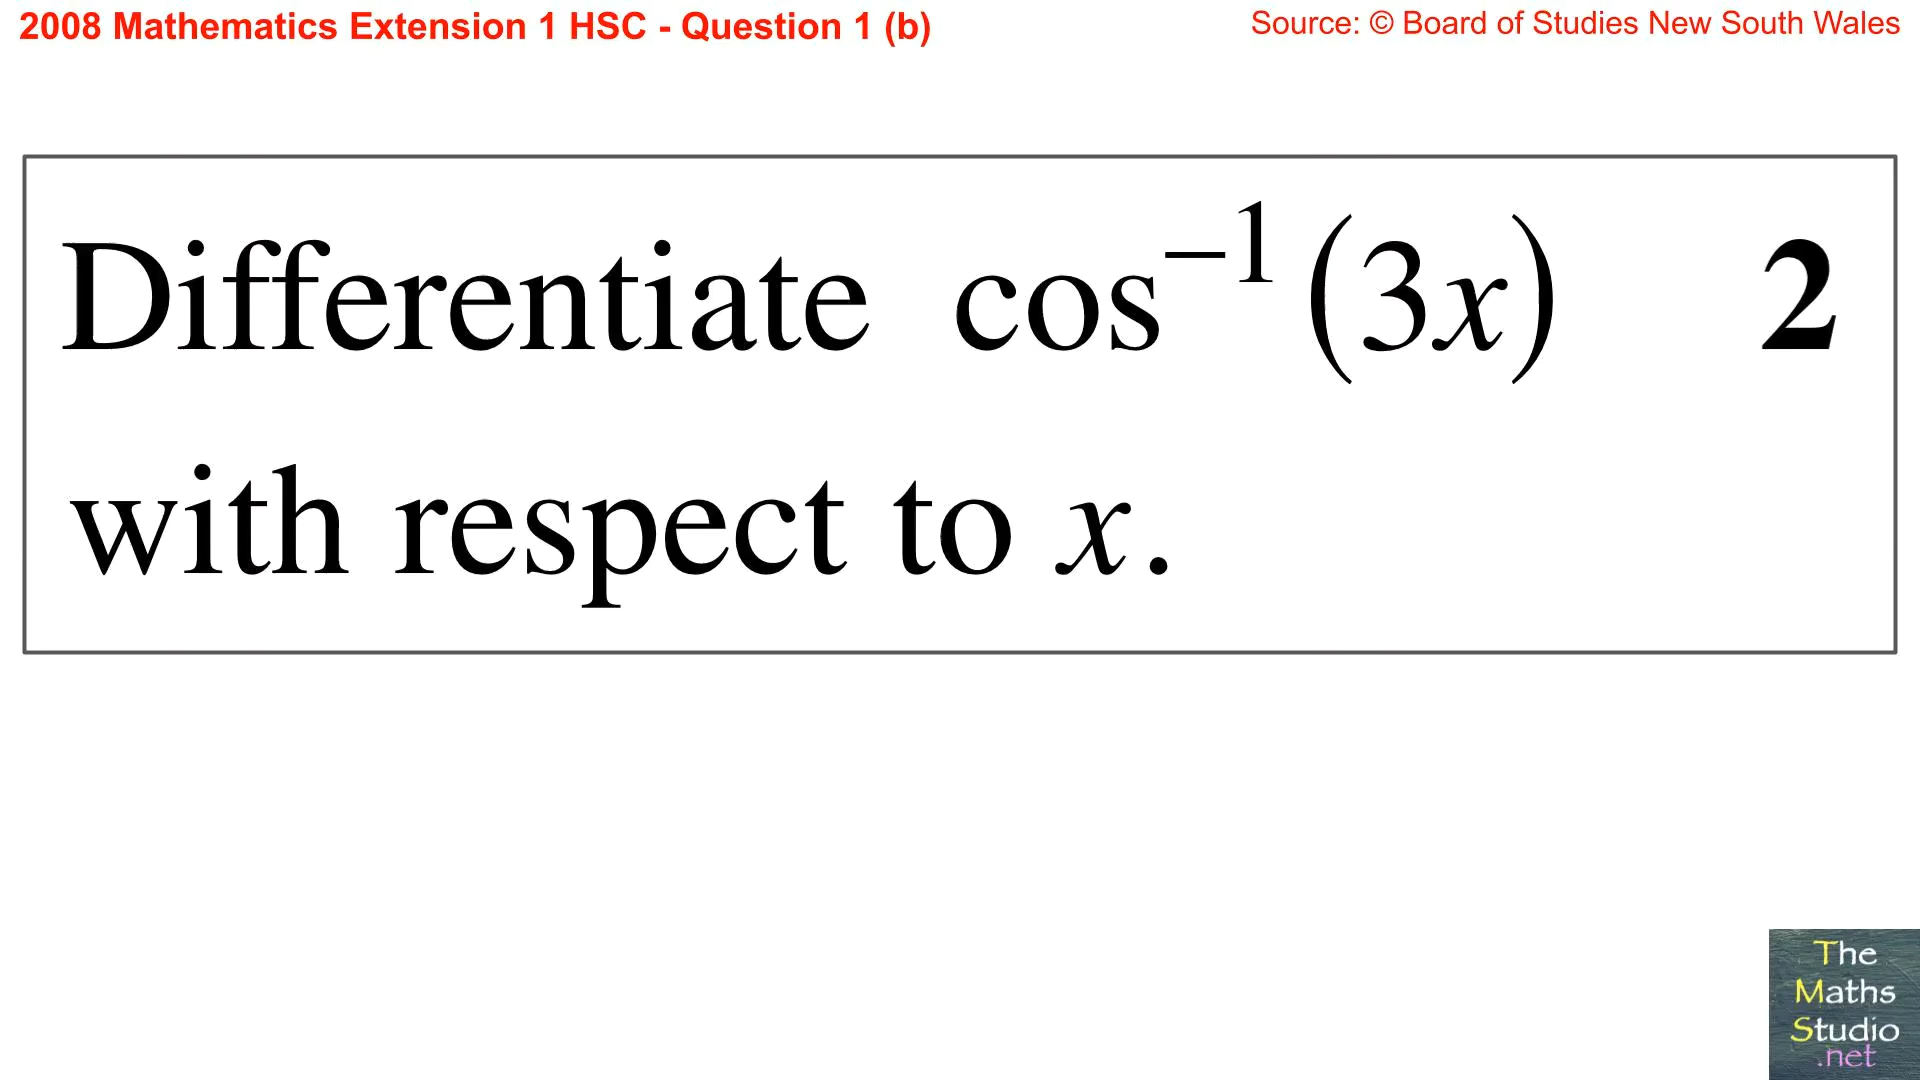 2008 Mathematics Extension 1 HSC - Question 1 (b)
Source: © Board of Studies New South Wales
Differentiate cos⁻¹(3x) 2
with respect to x.
The
Maths
Studio
.net